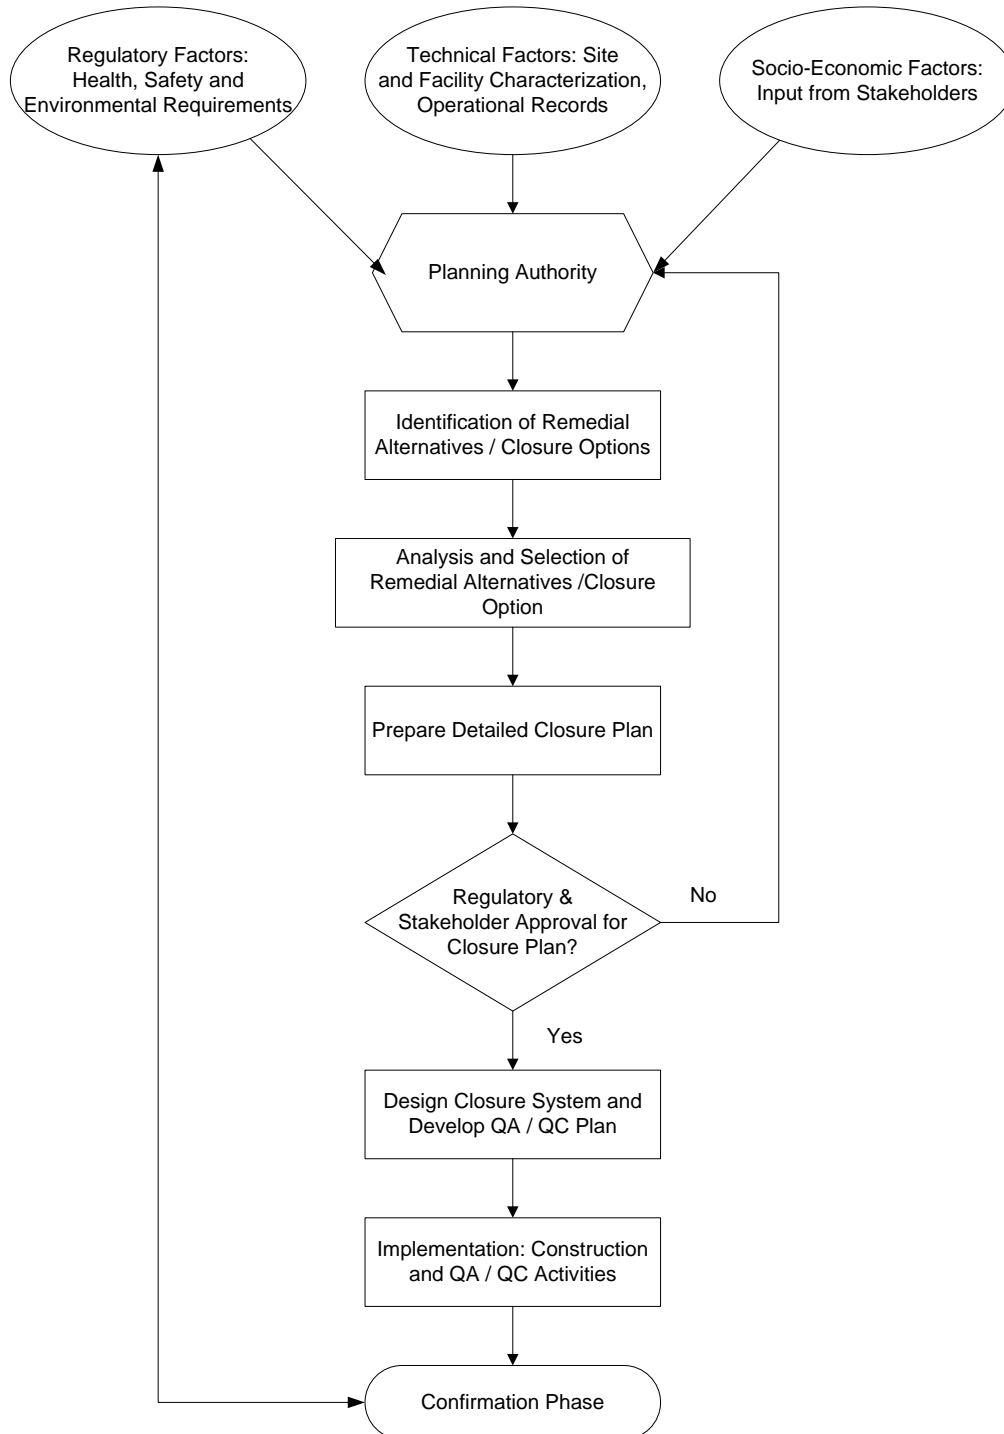 Regulatory Factors:
Health, Safety and
Environmental Requirements
Technical Factors: Site
and Facility Characterization,
Operational Records
Socio-Economic Factors:
Input from Stakeholders
Planning Authority
Identification of Remedial
Alternatives / Closure Options
Analysis and Selection of
Remedial Alternatives /Closure
Option
Prepare Detailed Closure Plan
Regulatory &
Stakeholder Approval for
Closure Plan?
No
Yes
Design Closure System and
Develop QA / QC Plan
Implementation: Construction
and QA / QC Activities
Confirmation Phase